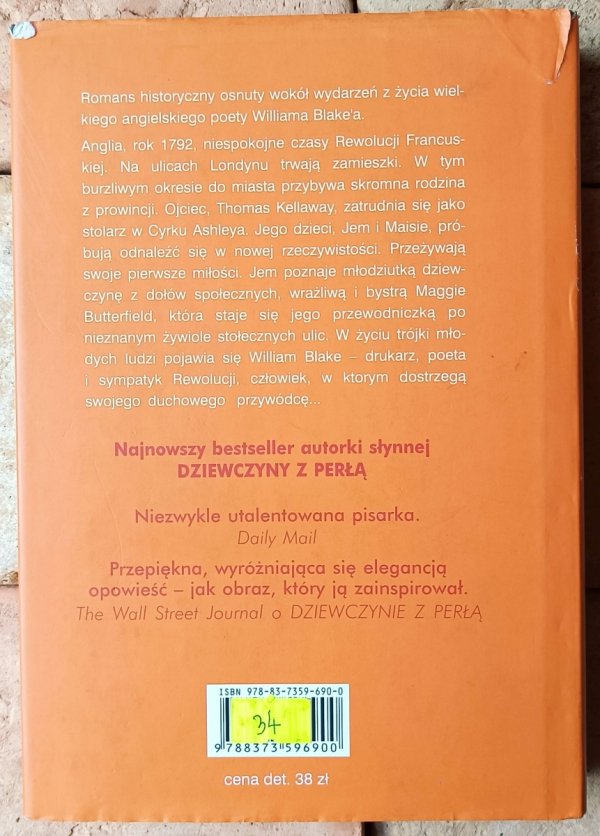 Romans historyczny osnuty wokół wydarzeń z życia wiel-
kiego angielskiego poety Williama Blake'a.
Anglia, rok 1792, niespokojne czasy Rewolucji Francus-
kiej. Na ulicach Londynu trwają zamieszki. W tym
burzliwym okresie do miasta przybywa skromna rodzina
z prowincji. Ojciec, Thomas Kellaway, zatrudnia się jako
stolarz w Cyrku Ashleya. Jego dzieci, Jem i Maisie, pró-
bują odnaleźć się w nowej rzeczywistości. Przeżywają
swoje pierwsze miłości. Jem poznaje młodziutką dziew-
czynę z dołów społecznych, wrażliwą i bystrą Maggie
Butterfield, która staje się jego przewodniczką po
nieznanym żywiole stołecznych ulic. W życiu trójki mło-
dych ludzi pojawia się William Blake – drukarz, poeta
i sympatyk Rewolucji, człowiek, w ktorym dostrzegą
swojego duchowego przywódcę...
Najnowszy bestseller autorki słynnej
DZIEWCZYNY Z PERŁĄ
Niezwykle utalentowana pisarka.
Daily Mail
Przepiękna, wyróżniająca się elegancją
opowieść – jak obraz, który ją zainspirował.
The Wall Street Journal o DZIEWCZYNIE Z PERŁĄ
ISBN 978-83-7359-690-0
34
9 788373 596900
cena det. 38 zł